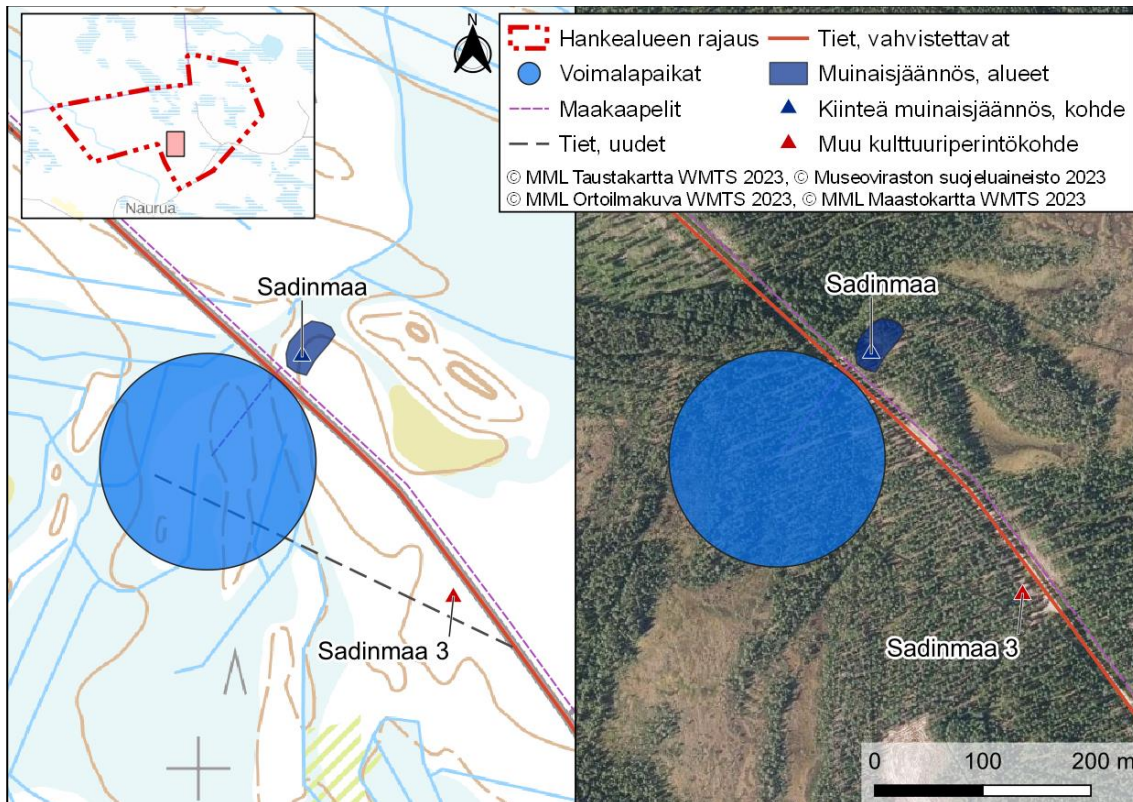 Naurua
N
Hankealueen rajaus
Tiet, vahvistettavat
Voimalapaikat
Muinaisjäännös, alueet
Maakaapelit
Kiinteä muinaisjäännös, kohde
Tiet, uudet
Muu kulttuuriperintökohde
© MML Taustakartta WMTS 2023, © Museoviraston suojeluaineisto 2023
© MML Ortoilmakuva WMTS 2023, © MML Maastokartta WMTS 2023
Sadinmaa
Sadinmaa
Sadinmaa 3
Sadinmaa 3
0 100 200 m